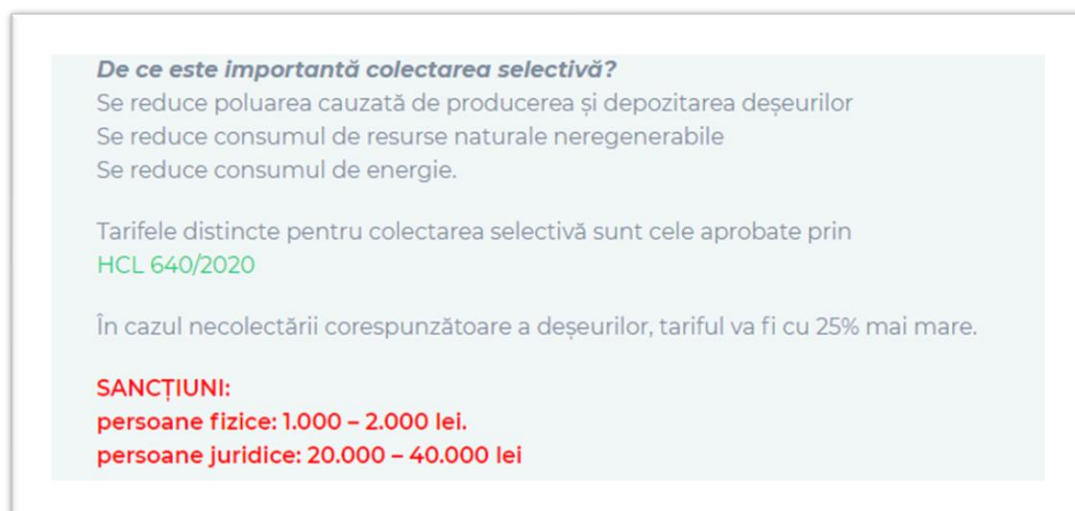 De ce este importantă colectarea selectivă?
Se reduce poluarea cauzată de producerea și depozitarea deșeurilor
Se reduce consumul de resurse naturale neregenerabile
Se reduce consumul de energie.
Tarifele distincte pentru colectarea selectivă sunt cele aprobate prin
HCL 640/2020
În cazul necolectării corespunzătoare a deșeurilor, tariful va fi cu 25% mai mare.
SANCȚIUNI:
persoane fizice: 1.000 – 2.000 lei.
persoane juridice: 20.000 – 40.000 lei